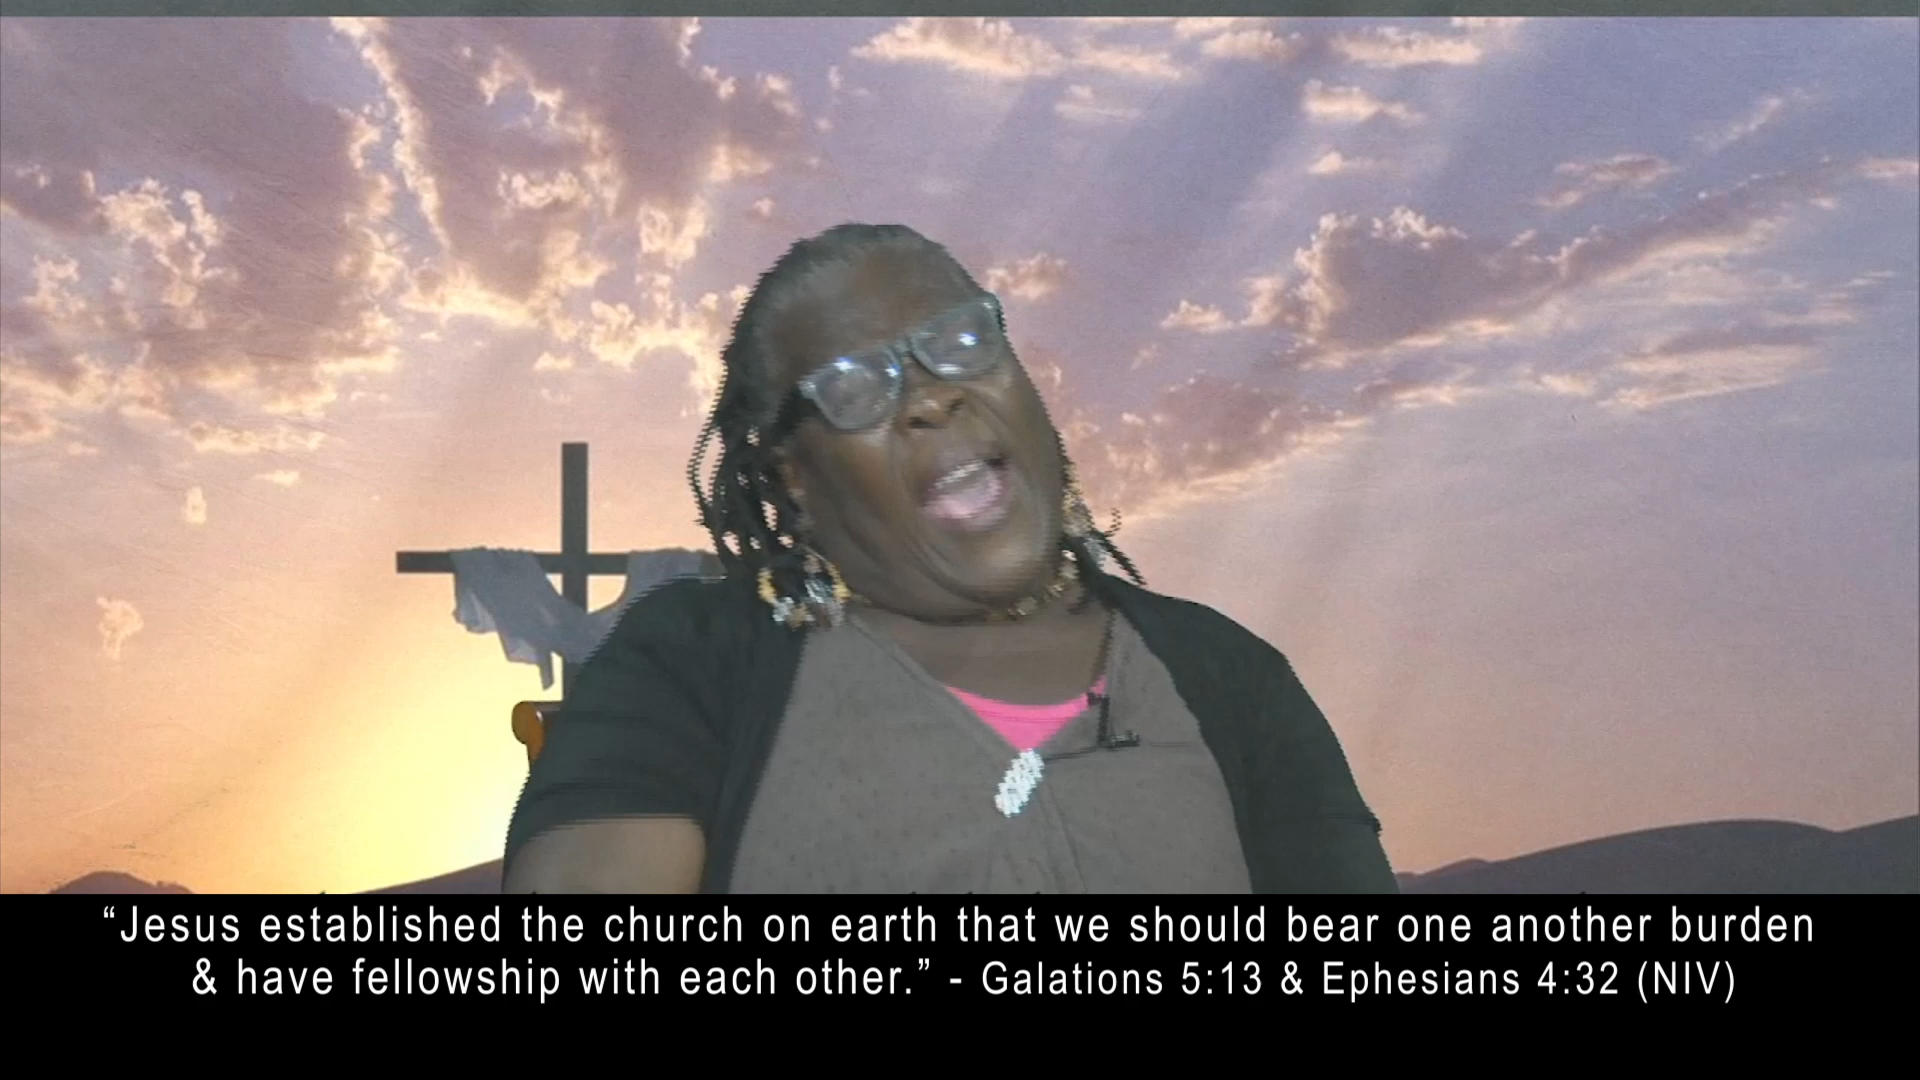 “Jesus established the church on earth that we should bear one another burden
& have fellowship with each other.” - Galations 5:13 & Ephesians 4:32 (NIV)